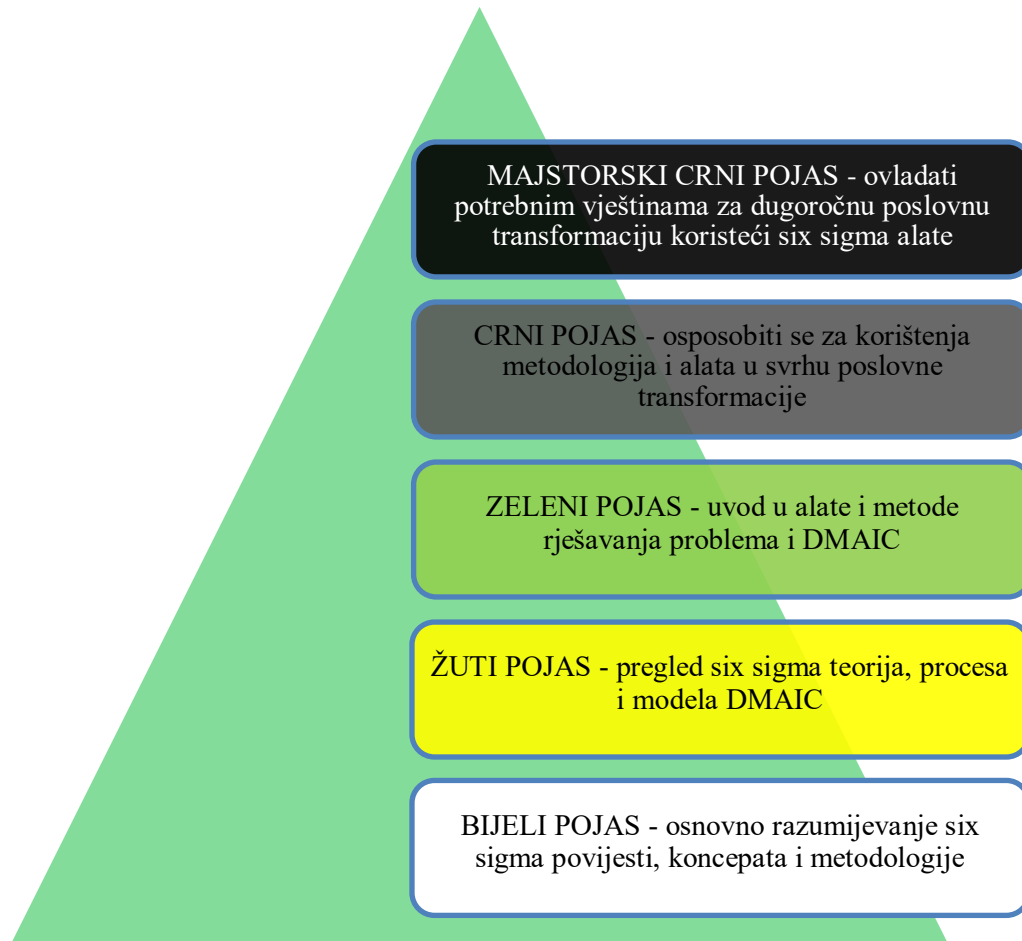 MAJSTORSKI CRNI POJAS - ovladati
potrebnim vještinama za dugoročnu poslovnu
transformaciju koristeći six sigma alate
CRNI POJAS - osposobiti se za korištenja
metodologija i alata u svrhu poslovne
transformacije
ZELENI POJAS - uvod u alate i metode
rješavanja problema i DMAIC
ŽUTI POJAS - pregled six sigma teorija, procesa
i modela DMAIC
BIJELI POJAS - osnovno razumijevanje six
sigma povijesti, koncepata i metodologije